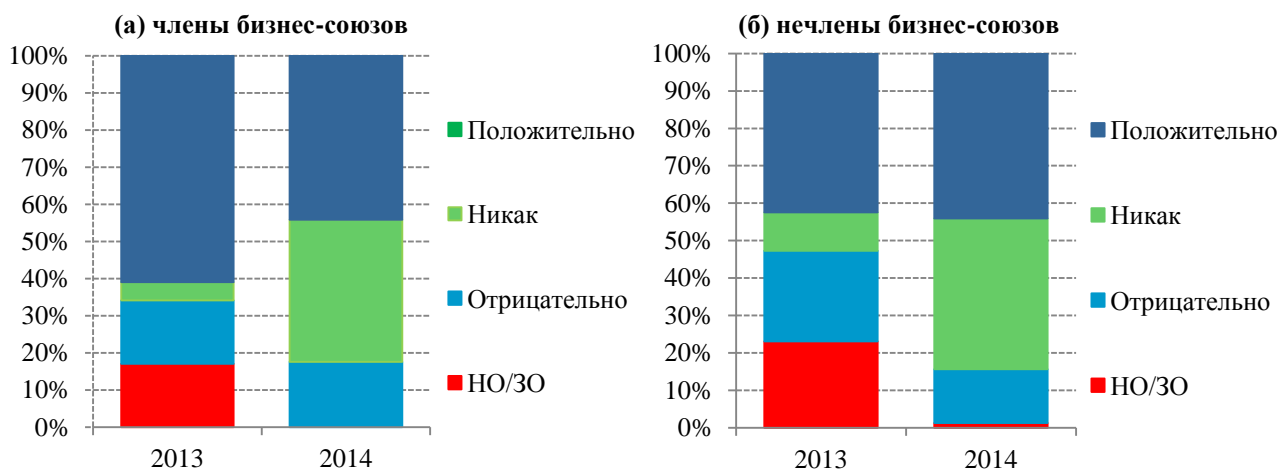 (а) члены бизнес-союзов
100%
90%
80%
70%
60%
50%
40%
30%
20%
10%
0%
2013
2014
Положительно
Никак
Отрицательно
НО/ЗО
(б) нечлены бизнес-союзов
100%
90%
80%
70%
60%
50%
40%
30%
20%
10%
0%
2013
2014
Положительно
Никак
Отрицательно
НО/ЗО